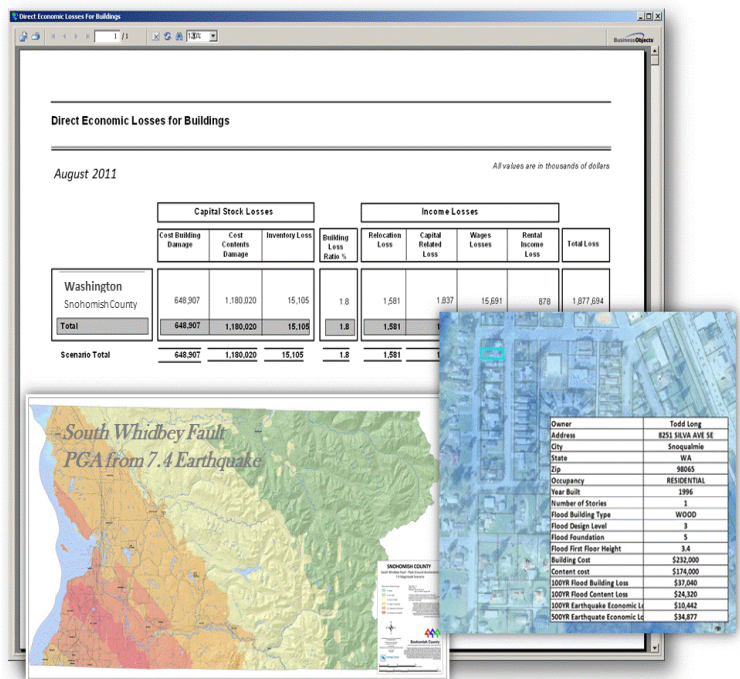 Direct Economic Losses For Buildings
1 /1
120%
BusinessObjects
Direct Economic Losses for Buildings
August 2011
All values are in thousands of dollars
Capital Stock Losses Income Losses
Cost Building Damage Cost Contents Damage Inventory Loss Building Loss Ratio % Relocation Loss Capital Related Loss Wages Losses Rental Income Loss Total Loss
Washington
Snohomish County 648,907 1,180,020 15,105 1.8 1,581 1,837 15,691 878 1,877,694
Total 648,907 1,180,020 15,105 1.8 1,581 1
Scenario Total 648,907 1,180,020 15,105 1.8 1,581 1
South Whidbey Fault
PGA from 7.4 Earthquake
SNOHOMISH COUNTY
Snohomish County
Owner Todd Long
Address 8251 SILVA AVE SE
City Snoqualmie
State WA
Zip 98065
Occupancy RESIDENTIAL
Year Built 1996
Number of Stories 1
Flood Building Type WOOD
Flood Design Level 3
Flood Foundation 5
Flood First Floor Height 3.4
Building Cost $232,000
Content cost $174,000
100YR Flood Building Loss $37,040
100YR Flood Content Loss $24,320
100YR Earthquake Economic Lo $10,442
500YR Earthquate Economic Lo $34,877